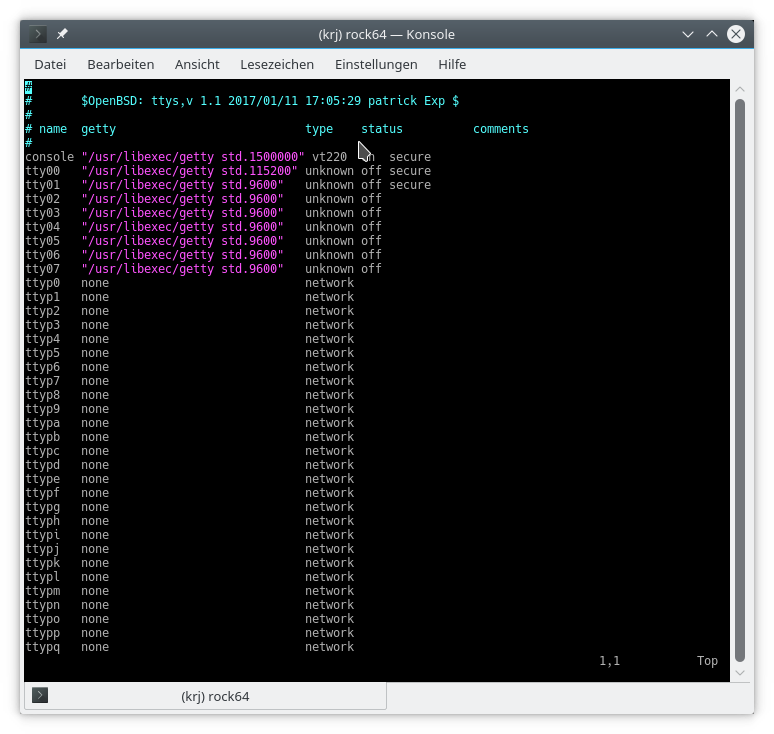 (krj) rock64 — Konsole
Datei Bearbeiten Ansicht Lesezeichen Einstellungen Hilfe
#
# $OpenBSD: ttys,v 1.1 2017/01/11 17:05:29 patrick Exp $
#
# name getty type status comments
#
console "/usr/libexec/getty std.1500000" vt220 on secure
tty00 "/usr/libexec/getty std.115200" unknown off secure
tty01 "/usr/libexec/getty std.9600" unknown off secure
tty02 "/usr/libexec/getty std.9600" unknown off
tty03 "/usr/libexec/getty std.9600" unknown off
tty04 "/usr/libexec/getty std.9600" unknown off
tty05 "/usr/libexec/getty std.9600" unknown off
tty06 "/usr/libexec/getty std.9600" unknown off
tty07 "/usr/libexec/getty std.9600" unknown off
ttyp0 none network
ttyp1 none network
ttyp2 none network
ttyp3 none network
ttyp4 none network
ttyp5 none network
ttyp6 none network
ttyp7 none network
ttyp8 none network
ttyp9 none network
ttypa none network
ttypb none network
ttypc none network
ttypd none network
ttype none network
ttypf none network
ttypg none network
ttyph none network
ttypi none network
ttypj none network
ttypk none network
ttypl none network
ttypm none network
ttypn none network
ttypo none network
ttypp none network
ttypq none network
1,1 Top
(krj) rock64